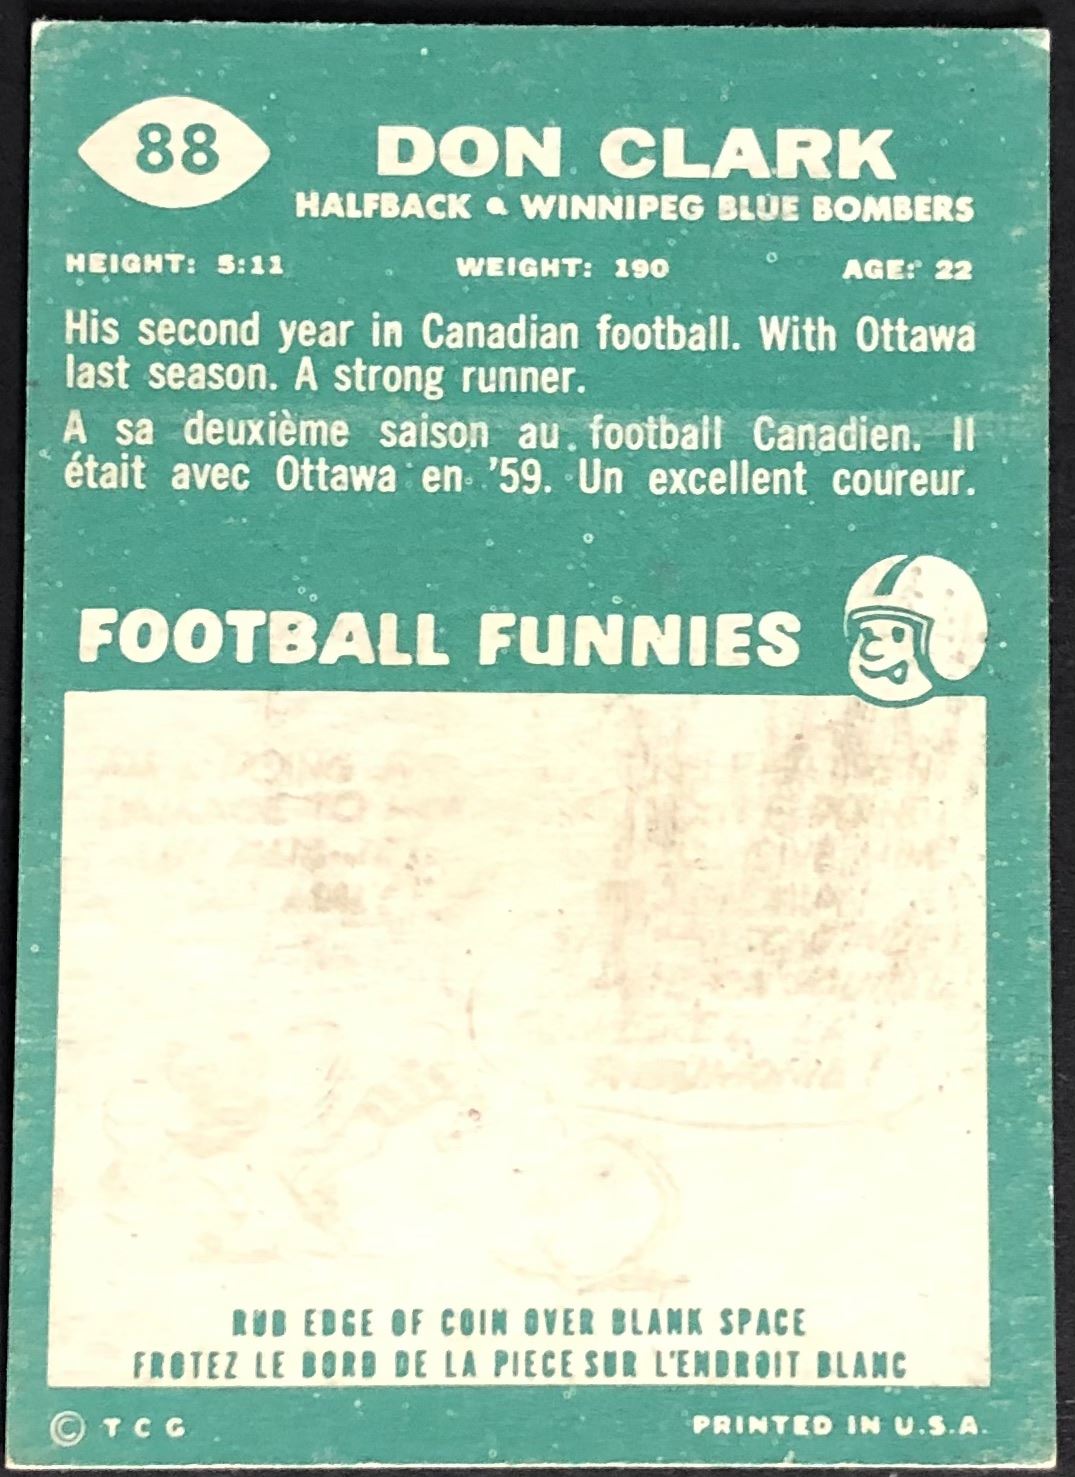 88
DON CLARK
HALFBACK • WINNIPEG BLUE BOMBERS
HEIGHT: 5:11 WEIGHT: 190 AGE: 22
His second year in Canadian football. With Ottawa
last season. A strong runner.
A sa deuxième saison au football Canadien. Il
était avec Ottawa en '59. Un excellent coureur.
FOOTBALL FUNNIES
RUB EDGE OF COIN OVER BLANK SPACE
FROTEZ LE BORD DE LA PIECE SUR L'ENDROIT BLANC
© T C G
PRINTED IN U.S.A.